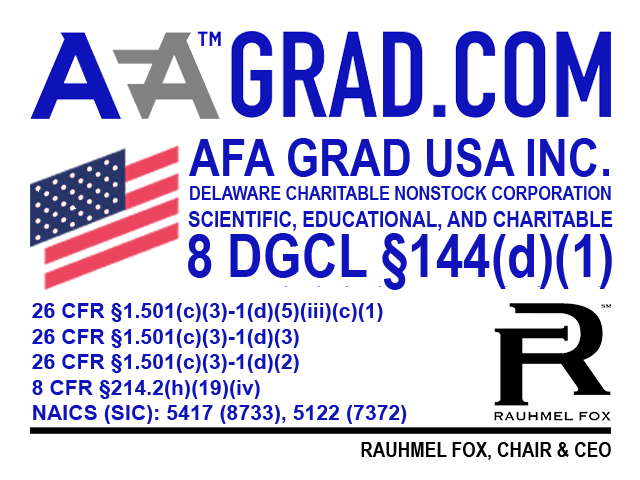 AFA™ GRAD.COM
AFA GRAD USA INC.
DELAWARE CHARITABLE NONSTOCK CORPORATION
SCIENTIFIC, EDUCATIONAL, AND CHARITABLE
8 DGCL §144(d)(1)
26 CFR §1.501(c)(3)-1(d)(5)(iii)(c)(1)
26 CFR §1.501(c)(3)-1(d)(3)
26 CFR §1.501(c)(3)-1(d)(2)
8 CFR §214.2(h)(19)(iv)
NAICS (SIC): 5417 (8733), 5122 (7372)
R℠
RAUHMEL FOX
RAUHMEL FOX, CHAIR & CEO